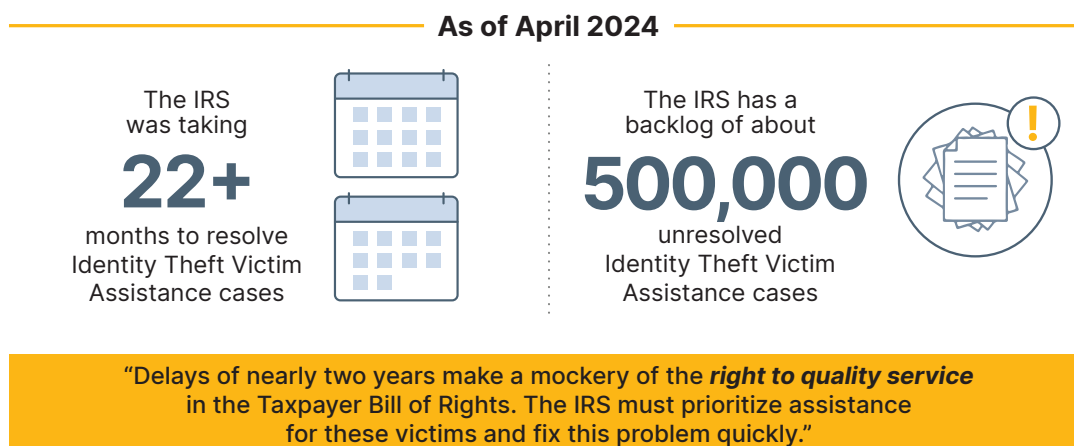 As of April 2024
The IRS
was taking
22+
months to resolve
Identity Theft Victim
Assistance cases
The IRS has a
backlog of about
500,000
unresolved
Identity Theft Victim
Assistance cases
!
“Delays of nearly two years make a mockery of the right to quality service
in the Taxpayer Bill of Rights. The IRS must prioritize assistance
for these victims and fix this problem quickly.”